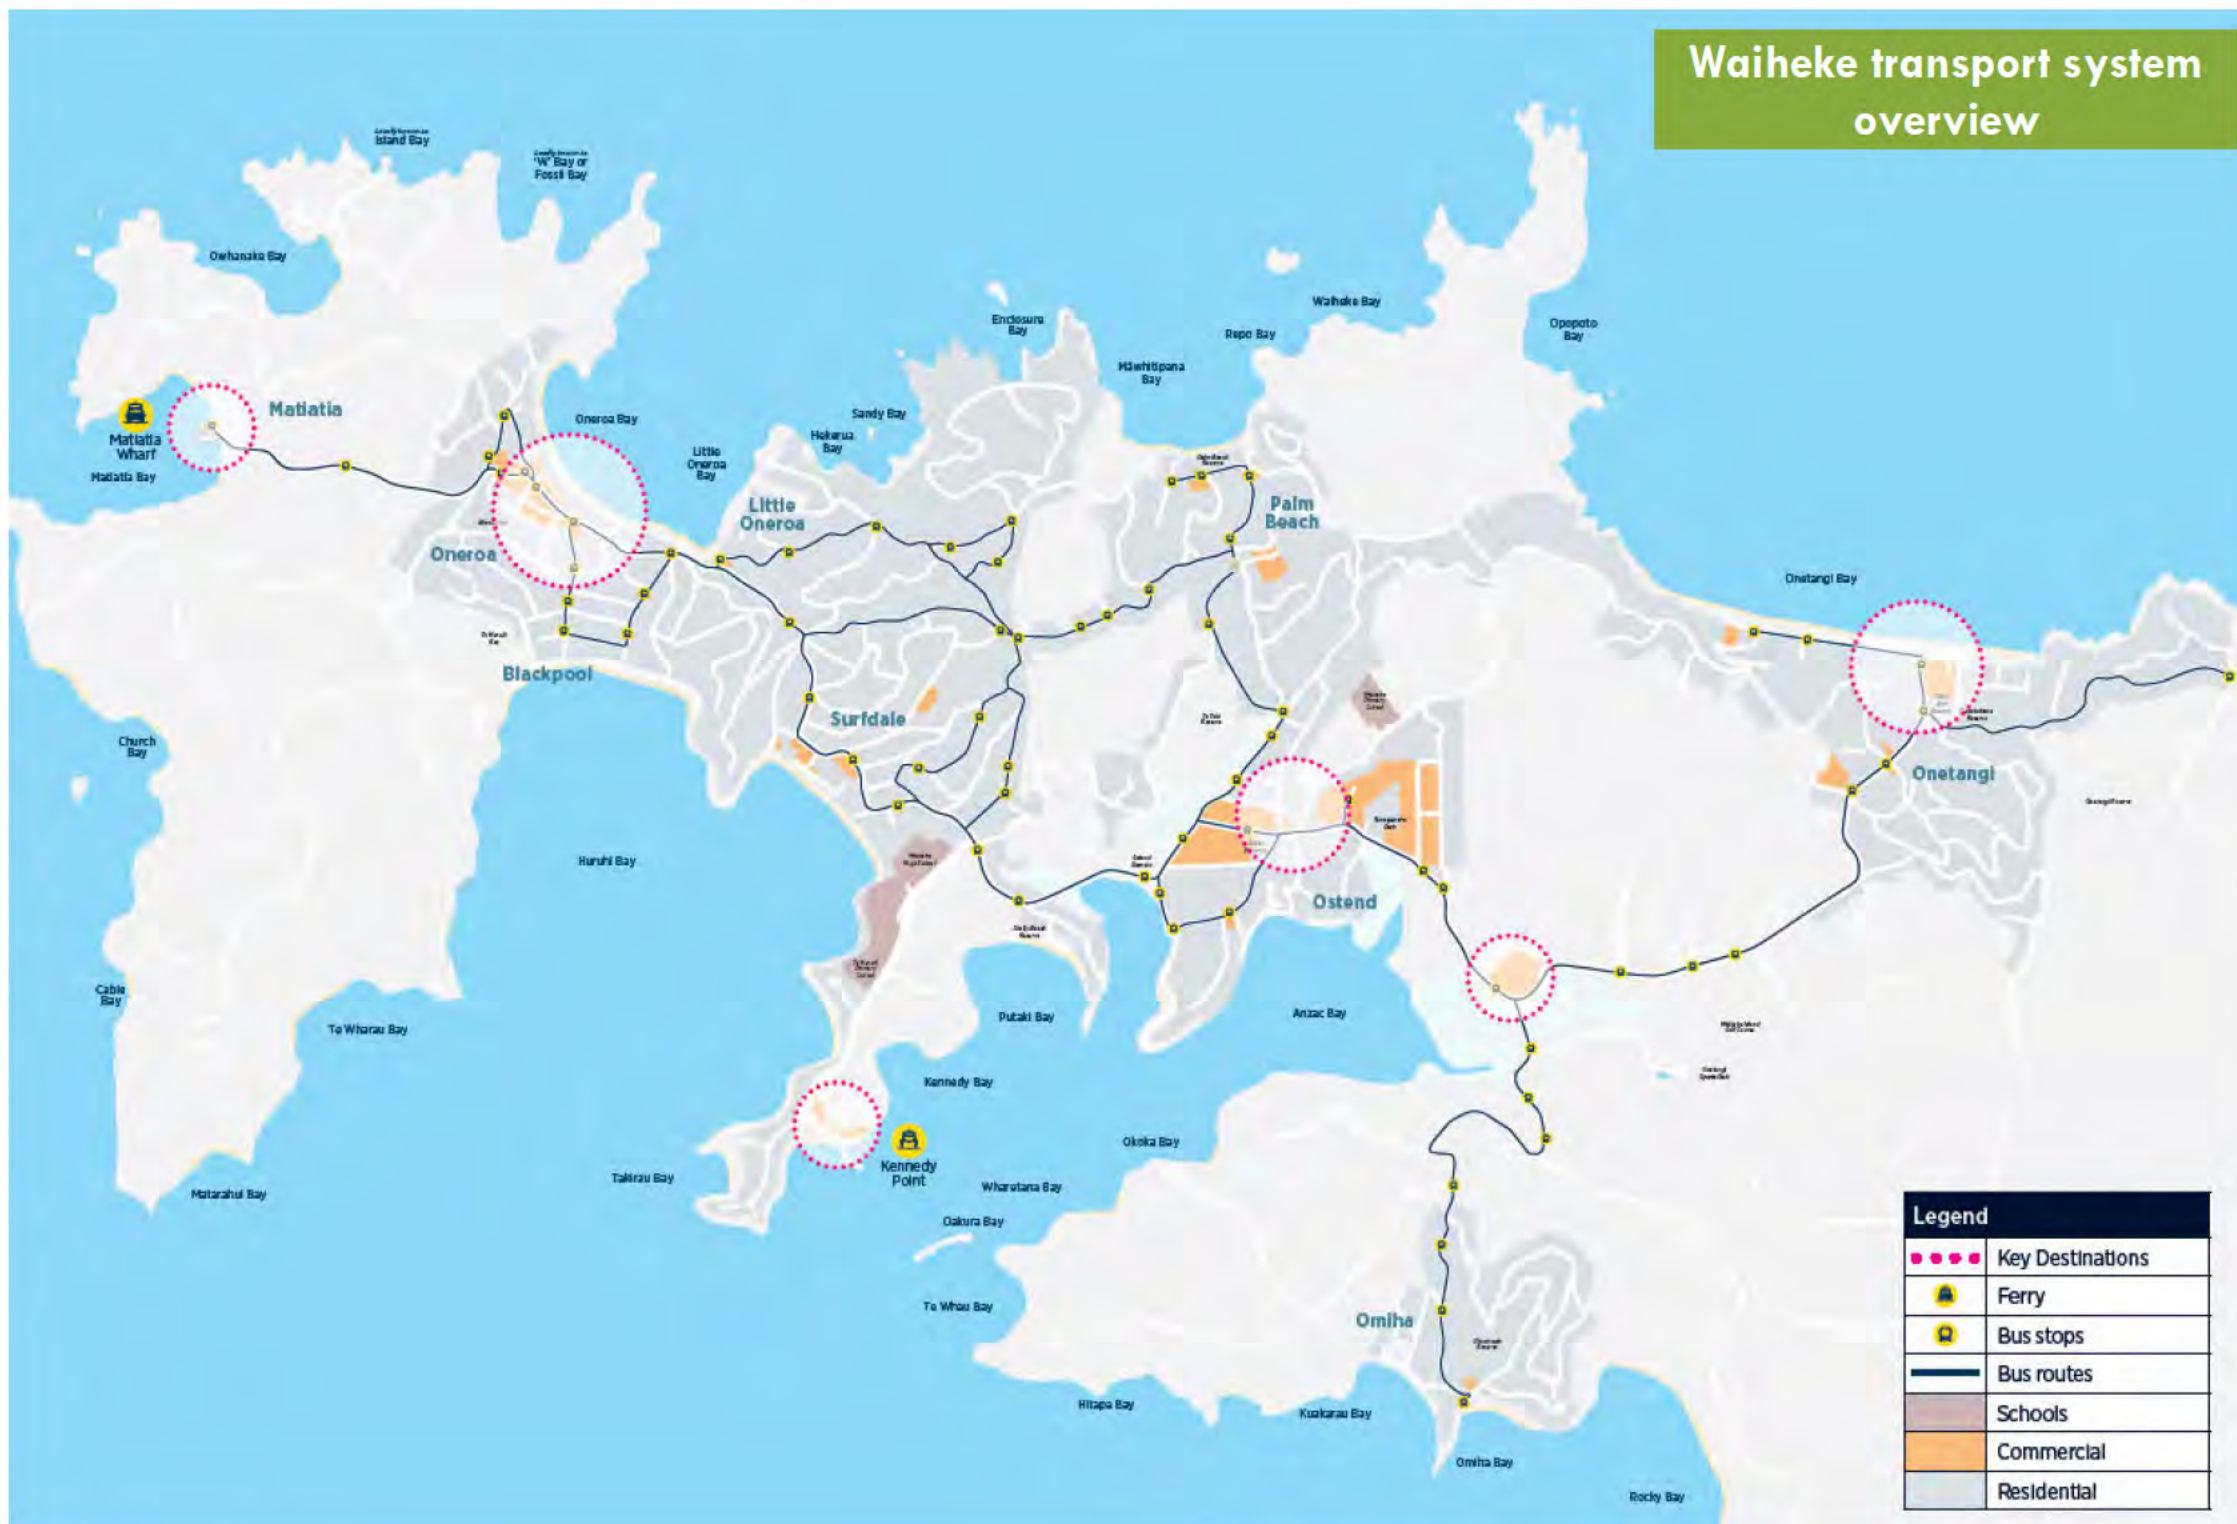 Waiheke transport system
overview
Island Bay
'W' Bay or
Fossil Bay
Owhanake Bay
Enclosure
Bay
Waiheke Bay
Repo Bay
Opopoto
Bay
Māwhitipana
Bay
Matiatia
Matiatia
Wharf
Matiatia Bay
Oneroa Bay
Sandy Bay
Hekerua
Bay
Little
Oneroa
Bay
Little
Oneroa
Palm
Beach
Oneroa
Onetangi Bay
Blackpool
Surfdale
Church
Bay
Onetangi
Huruhi Bay
Ostend
Cable
Bay
Te Wharau Bay
Putaki Bay
Anzac Bay
Kennedy Bay
Kennedy
Point
Okoka Bay
Takirau Bay
Matarahui Bay
Wharetana Bay
Oakura Bay
Te Whau Bay
Omiha
Hitapa Bay
Kuakarau Bay
Omiha Bay
Rocky Bay
Legend
Key Destinations
Ferry
Bus stops
Bus routes
Schools
Commercial
Residential